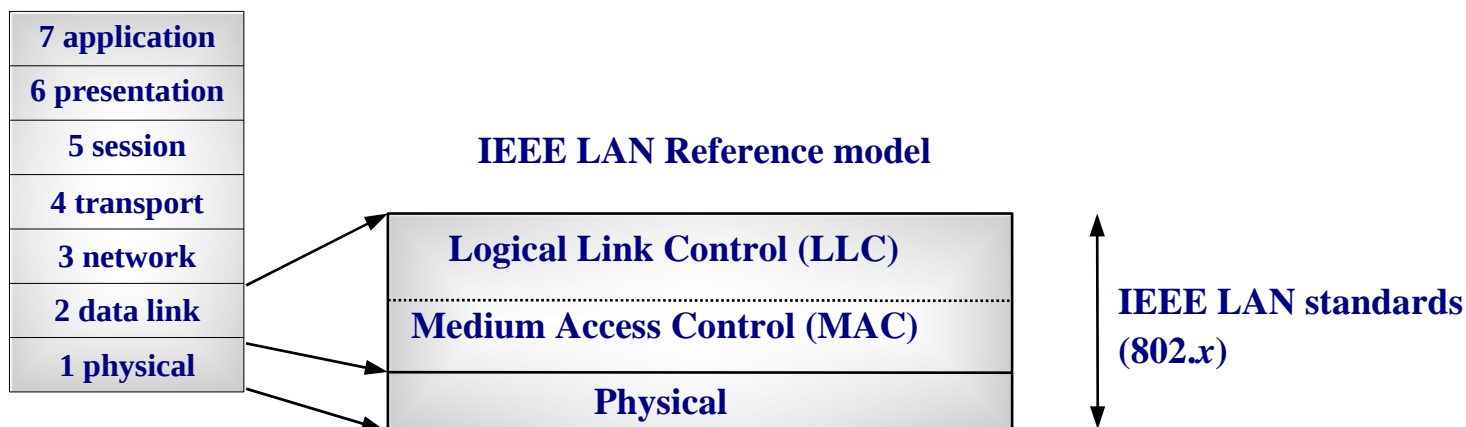 7 application
6 presentation
5 session
4 transport
3 network
2 data link
1 physical
IEEE LAN Reference model
Logical Link Control (LLC)
Medium Access Control (MAC)
Physical
IEEE LAN standards
(802.x)